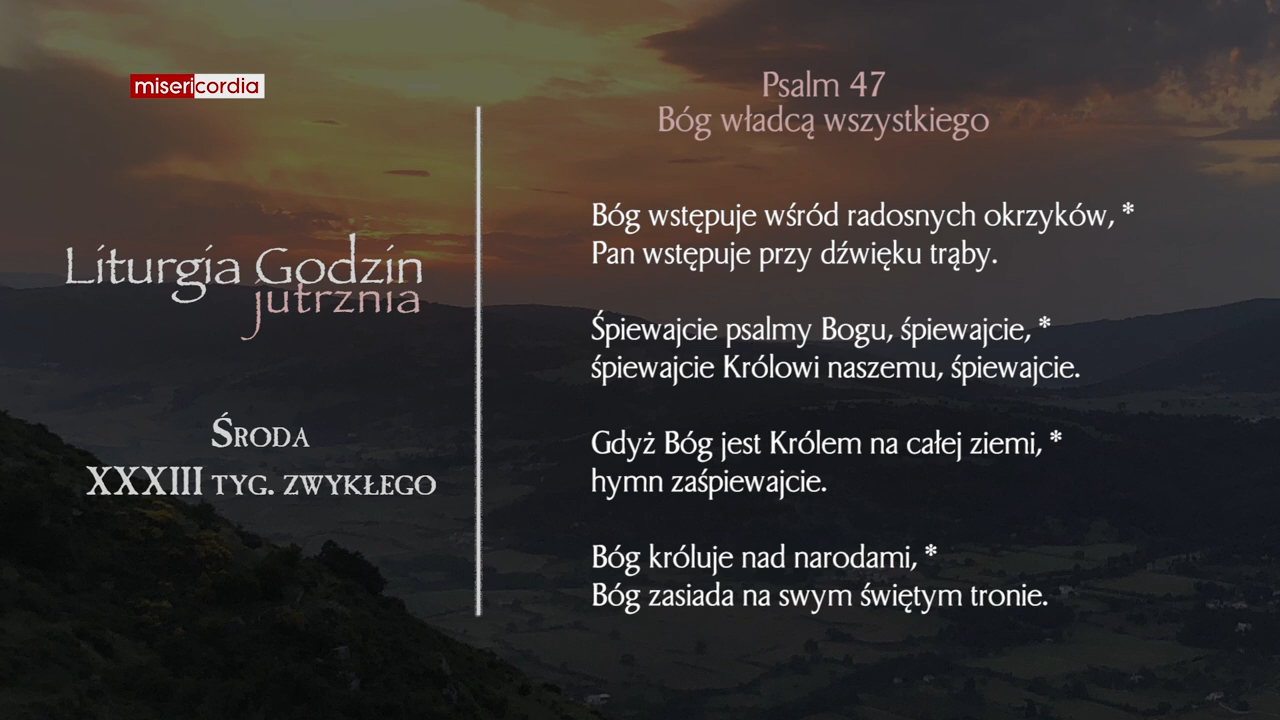 misericordia
Liturgia Godzin
jutrznia
Środa
XXXIII tyg. zwykłego
Psalm 47
Bóg władcą wszystkiego
Bóg wstępuje wśród radosnych okrzyków, *
Pan wstępuje przy dźwięku trąby.
Śpiewajcie psalmy Bogu, śpiewajcie, *
śpiewajcie Królowi naszemu, śpiewajcie.
Gdyż Bóg jest Królem na całej ziemi, *
hymn zaśpiewajcie.
Bóg króluje nad narodami, *
Bóg zasiada na swym świętym tronie.